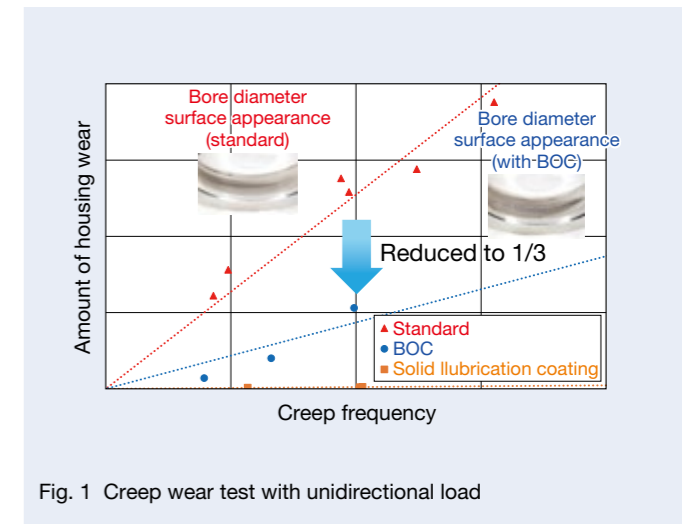 Bore diameter
surface appearance
(standard)
Bore diameter
surface appearance
(with BOC)
Reduced to 1/3
▲ Standard
● BOC
■ Solid llubrication coating
Amount of housing wear
Creep frequency
Fig. 1 Creep wear test with unidirectional load